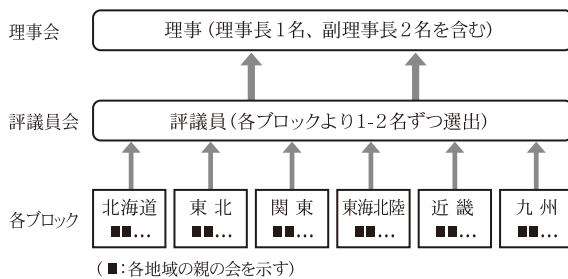 理事会 理事(理事長1名、副理事長2名を含む)
評議員会 評議員(各ブロックより1-2名ずつ選出)
各ブロック 北海道 東北 関東 東海北陸 近畿 九州
■■… ■■… ■■… ■■… ■■… ■■…
(■:各地域の親の会を示す)